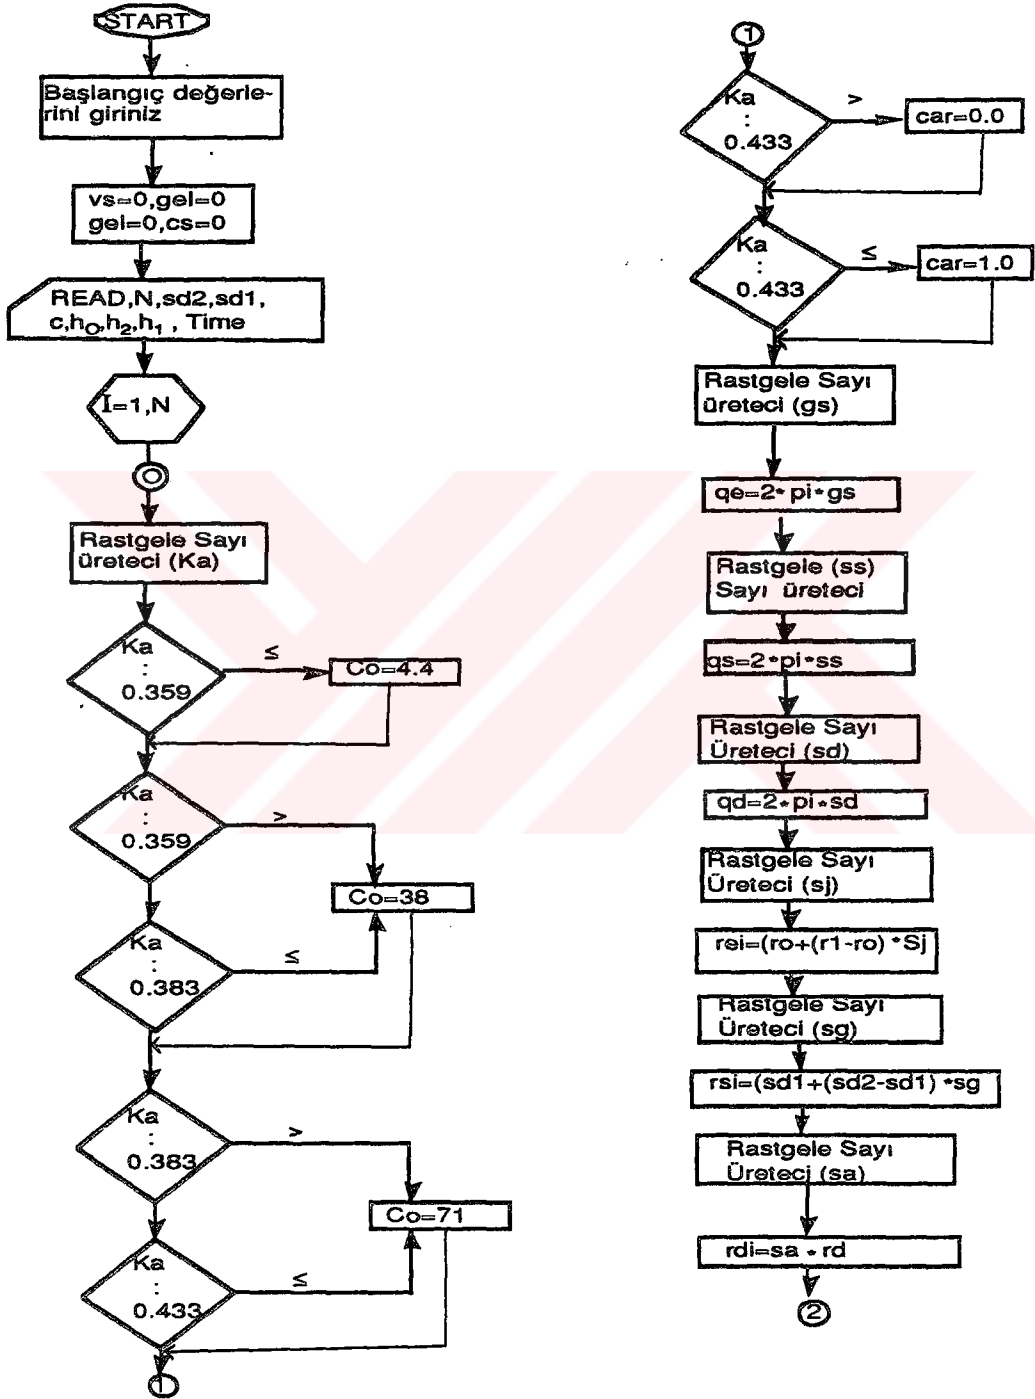 START
Başlangıç değerle-
rini giriniz
vs=0,gel=0
gei=0,cs=0
READ,N,sd2,sd1,
c,h₀,h₂,h₁ , Time
I=1,N
Rastgele Sayı
üreteci (Ka)
Ka
:
0.359
≤
Co=4.4
Ka
:
0.359
>
Co=38
Ka
:
0.383
≤
Ka
:
0.383
>
Co=71
Ka
:
0.433
≤
1
1
Ka
:
0.433
>
car=0.0
Ka
:
0.433
≤
car=1.0
Rastgele Sayı
üreteci (gs)
qe=2*pi*gs
Rastgele (ss)
Sayı üreteci
qs=2*pi*ss
Rastgele Sayı
Üreteci (sd)
qd=2*pi*sd
Rastgele Sayı
Üreteci (sj)
rei=(ro+(r1-ro) *Sj
Rastgele Sayı
Üreteci (sg)
rsi=(sd1+(sd2-sd1) *sg
Rastgele Sayı
Üreteci (sa)
rdi=sa * rd
2